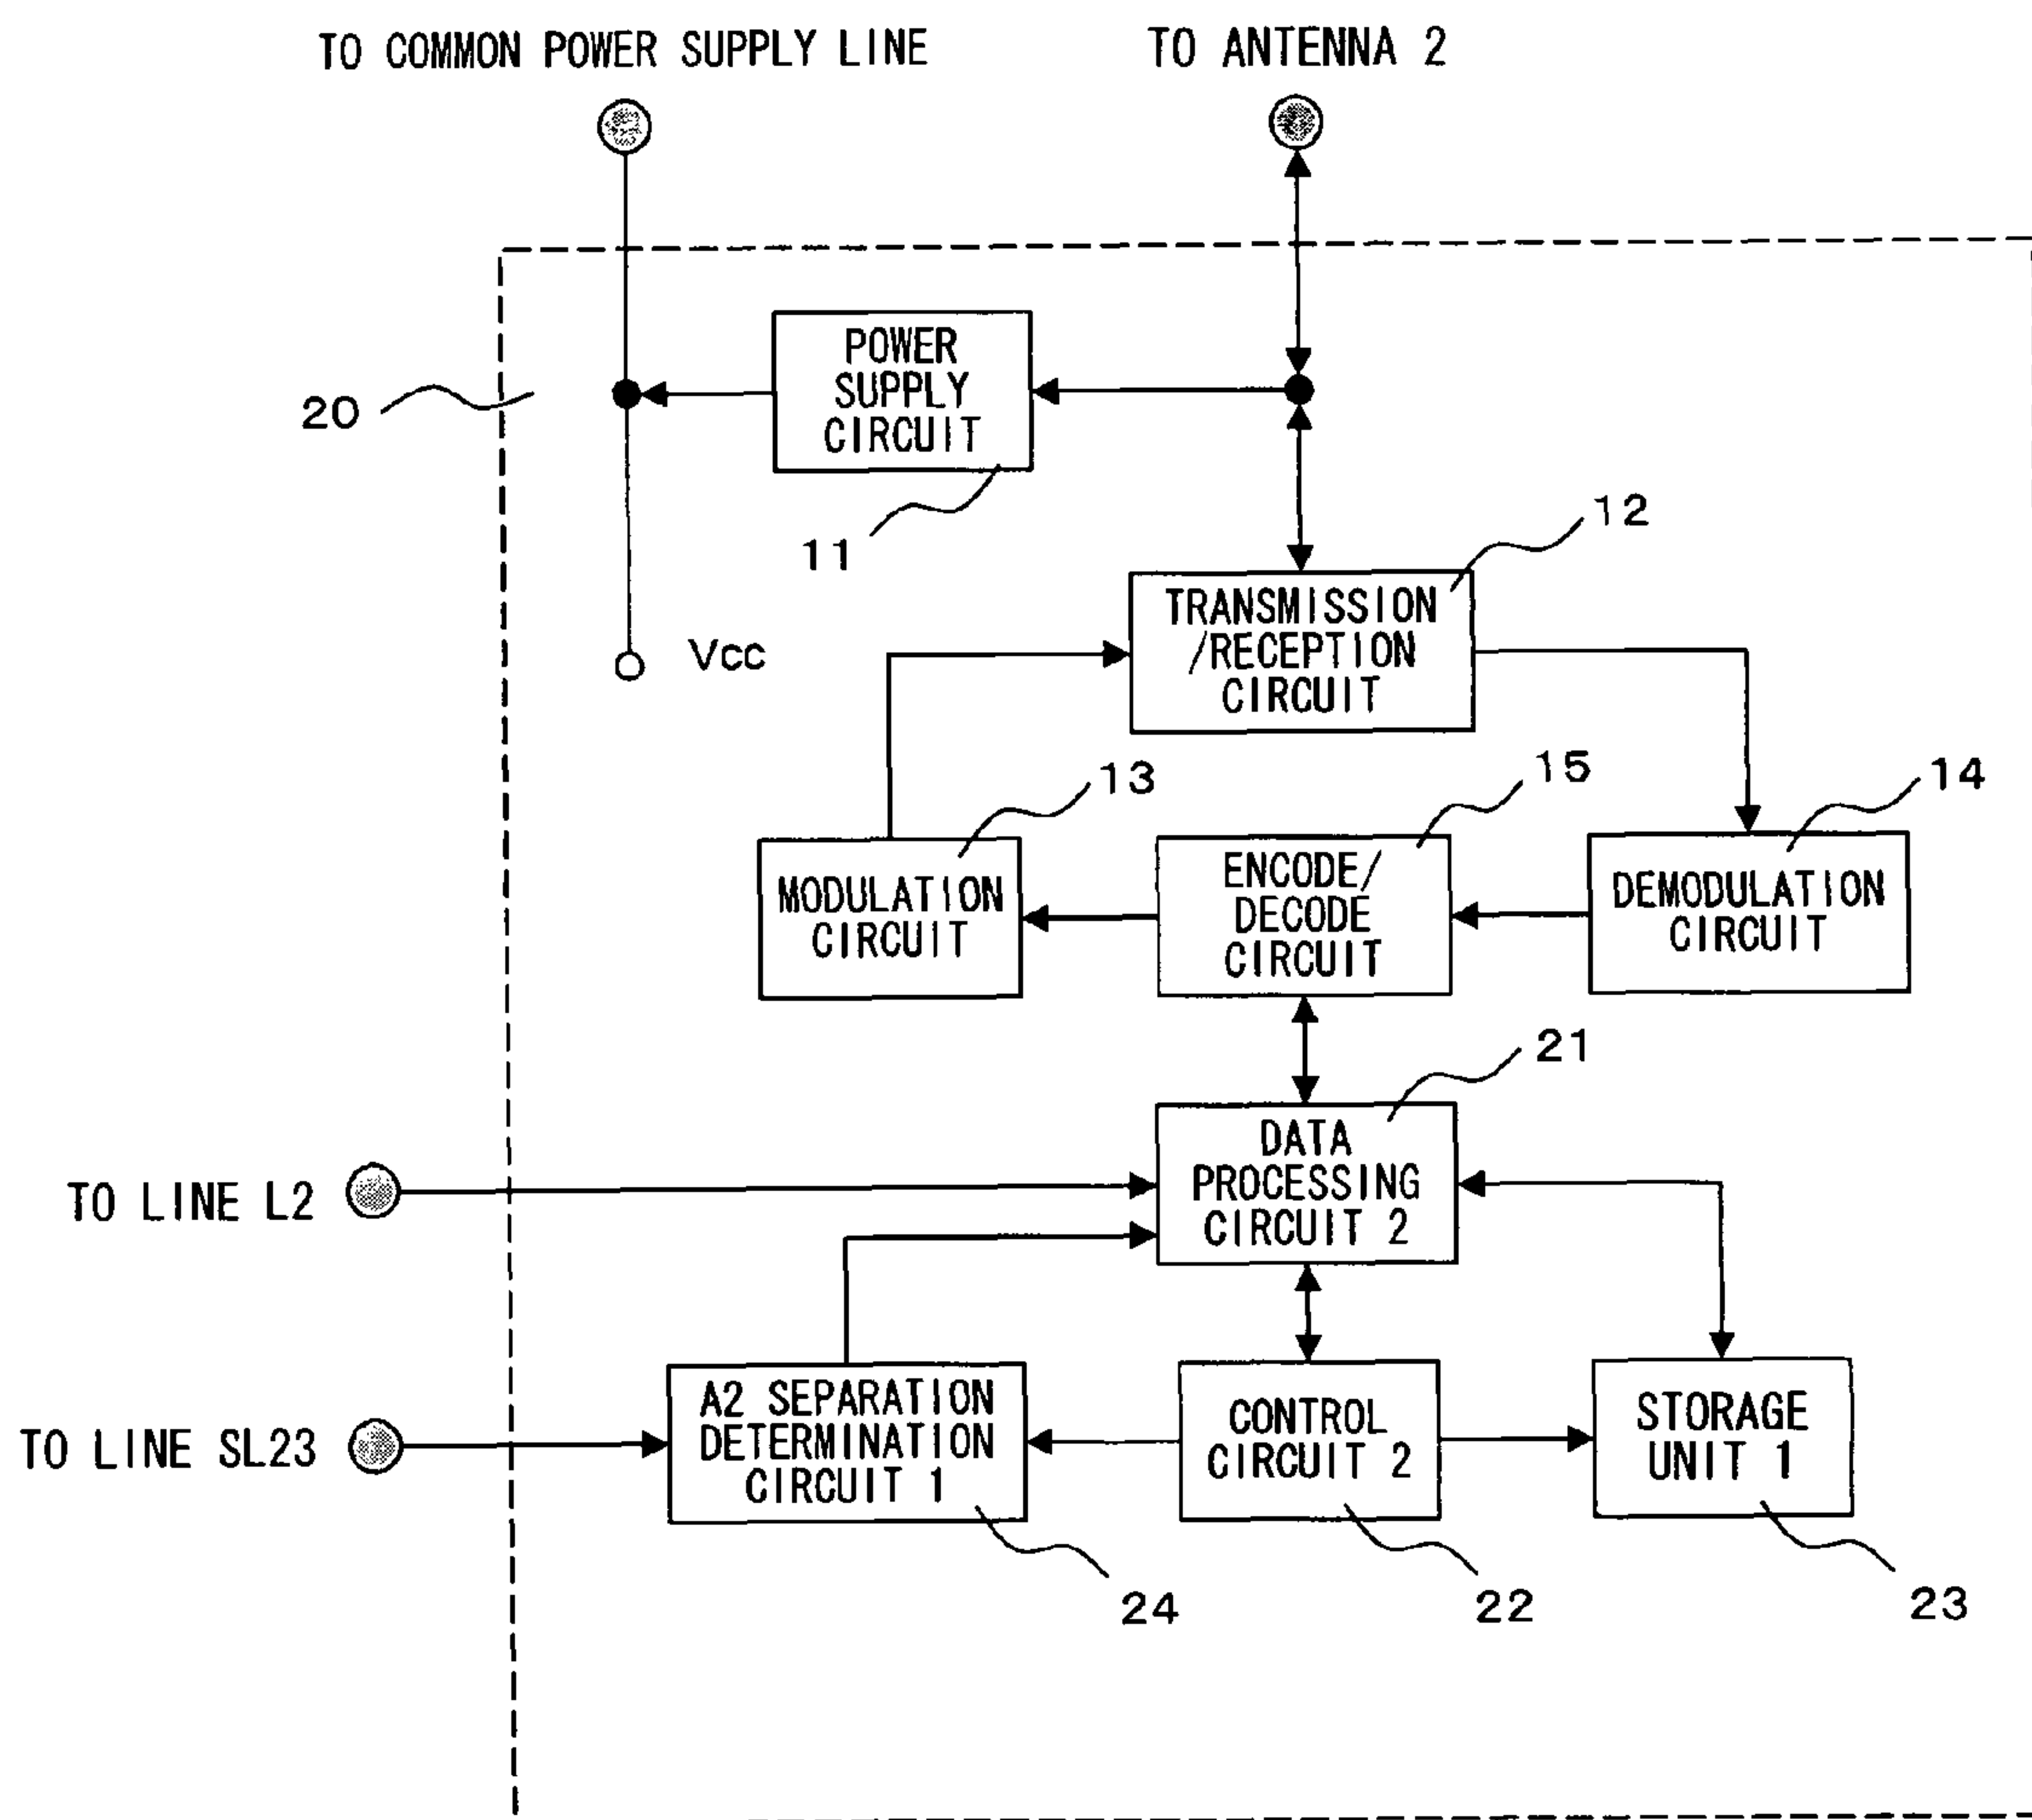 TO COMMON POWER SUPPLY LINE
TO ANTENNA 2
POWER
SUPPLY
CIRCUIT
20
11
12
Vcc
TRANSMISSION
/RECEPTION
CIRCUIT
13
15
14
MODULATION
CIRCUIT
ENCODE/
DECODE
CIRCUIT
DEMODULATION
CIRCUIT
21
DATA
PROCESSING
CIRCUIT 2
TO LINE L2
A2 SEPARATION
DETERMINATION
CIRCUIT 1
CONTROL
CIRCUIT 2
STORAGE
UNIT 1
TO LINE SL23
24
22
23